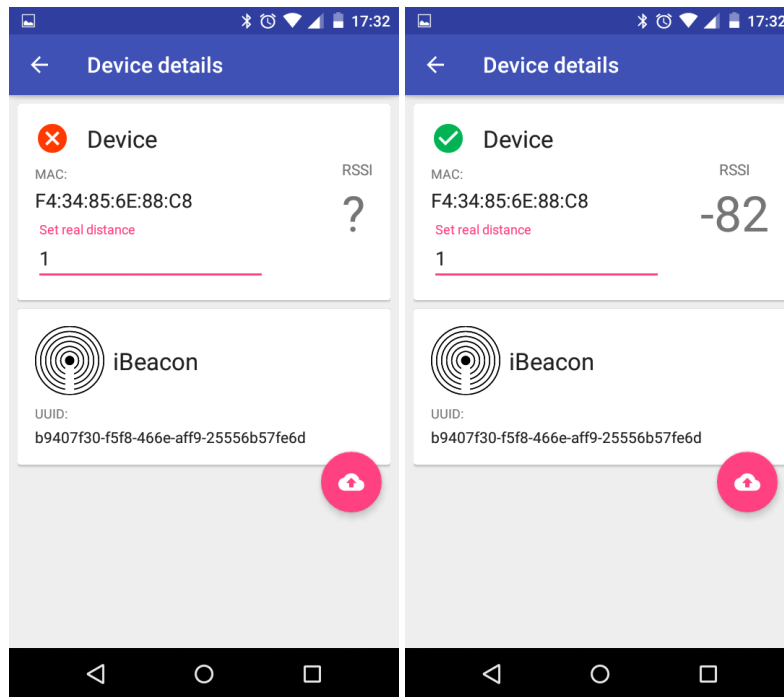 17:32
Device details
Device
MAC:
RSSI
F4:34:85:6E:88:C8
?
Set real distance
1
iBeacon
UUID:
b9407f30-f5f8-466e-aff9-25556b57fe6d
17:32
Device details
Device
MAC:
RSSI
F4:34:85:6E:88:C8
-82
Set real distance
1
iBeacon
UUID:
b9407f30-f5f8-466e-aff9-25556b57fe6d